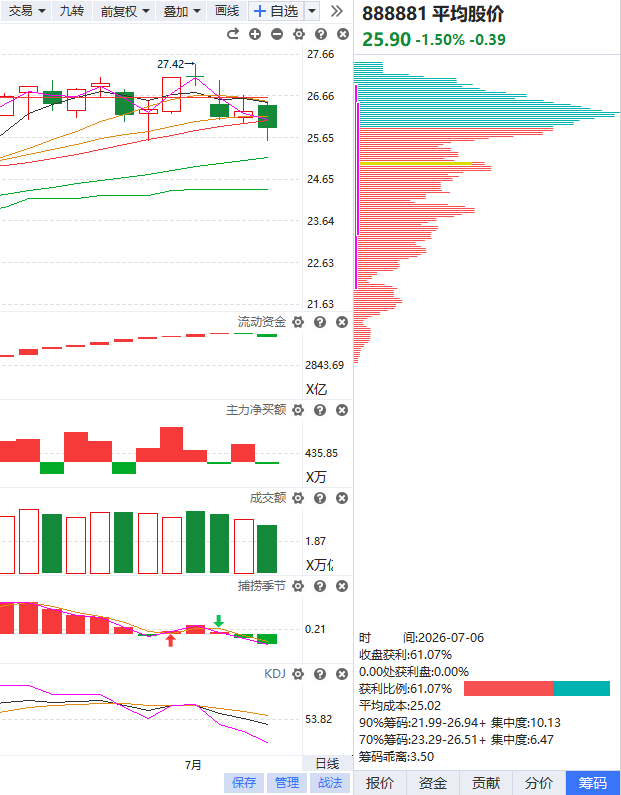 交易 九转 前复权 叠加 画线 +自选
27.66
27.42
26.66
25.65
24.65
23.64
22.63
21.63
流动资金
2843.69
X亿
主力净买额
435.85
X万
成交额
1.87
X万亿
捕捞季节
0.21
KDJ
53.82
7月 日线
保存 管理 战法
888881 平均股价
25.90 -1.50% -0.39
时 间:2026-07-06
收盘获利:61.07%
0.00处获利盘:0.00%
获利比例:61.07%
平均成本:25.02
90%筹码:21.99-26.94+ 集中度:10.13
70%筹码:23.29-26.51+ 集中度:6.47
筹码乖离:3.50
报价 资金 贡献 分价 筹码